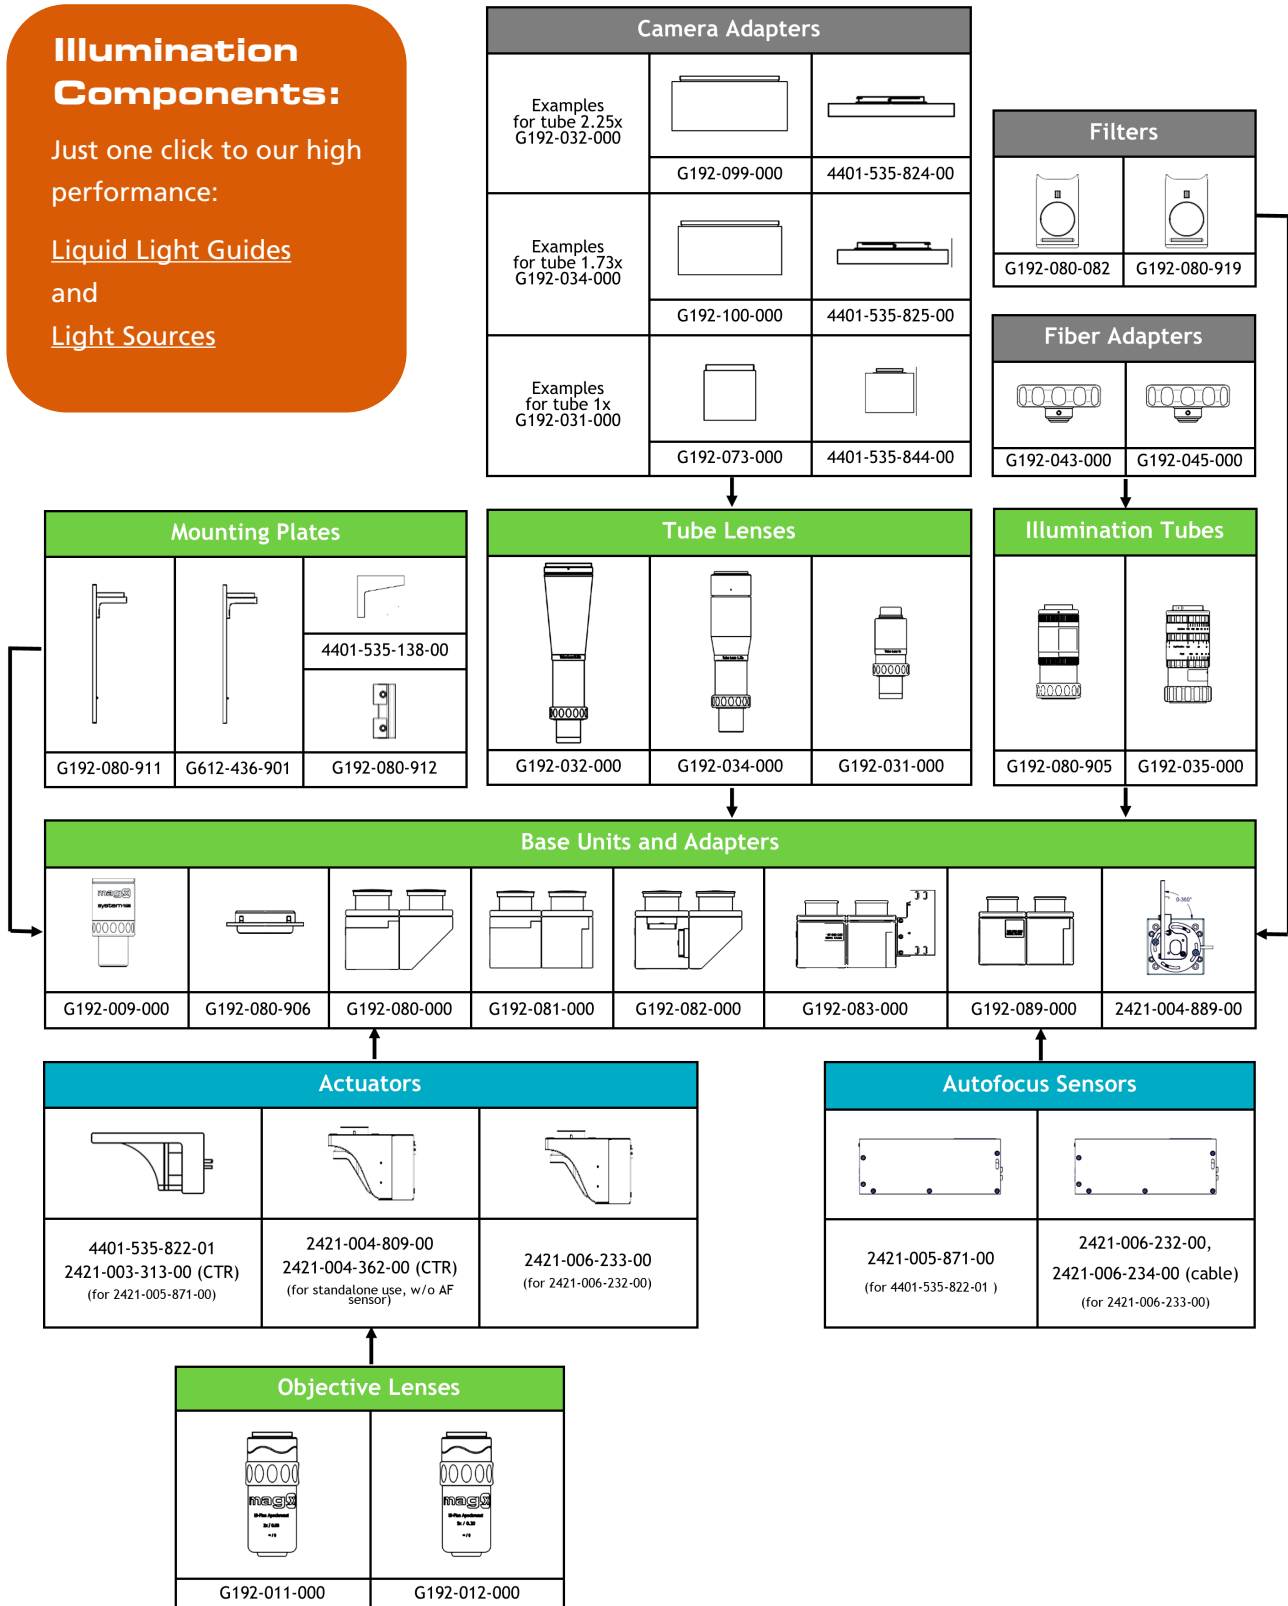 Illumination
Components:
Just one click to our high
performance:
Liquid Light Guides
and
Light Sources
Camera Adapters
Examples
for tube 2.25x
G192-032-000
G192-099-000
4401-535-824-00
Examples
for tube 1.73x
G192-034-000
G192-100-000
4401-535-825-00
Examples
for tube 1x
G192-031-000
G192-073-000
4401-535-844-00
Filters
G192-080-082
G192-080-919
Fiber Adapters
G192-043-000
G192-045-000
Mounting Plates
4401-535-138-00
G192-080-911
G612-436-901
G192-080-912
Tube Lenses
G192-032-000
G192-034-000
G192-031-000
Illumination Tubes
G192-080-905
G192-035-000
Base Units and Adapters
mag
system
0-360°
G192-009-000
G192-080-906
G192-080-000
G192-081-000
G192-082-000
G192-083-000
G192-089-000
2421-004-889-00
Actuators
4401-535-822-01
2421-003-313-00 (CTR)
(for 2421-005-871-00)
2421-004-809-00
2421-004-362-00 (CTR)
(for standalone use, w/o AF
sensor)
2421-006-233-00
(for 2421-006-232-00)
Autofocus Sensors
2421-005-871-00
(for 4401-535-822-01 )
2421-006-232-00,
2421-006-234-00 (cable)
(for 2421-006-233-00)
Objective Lenses
mag
mag
G192-011-000
G192-012-000